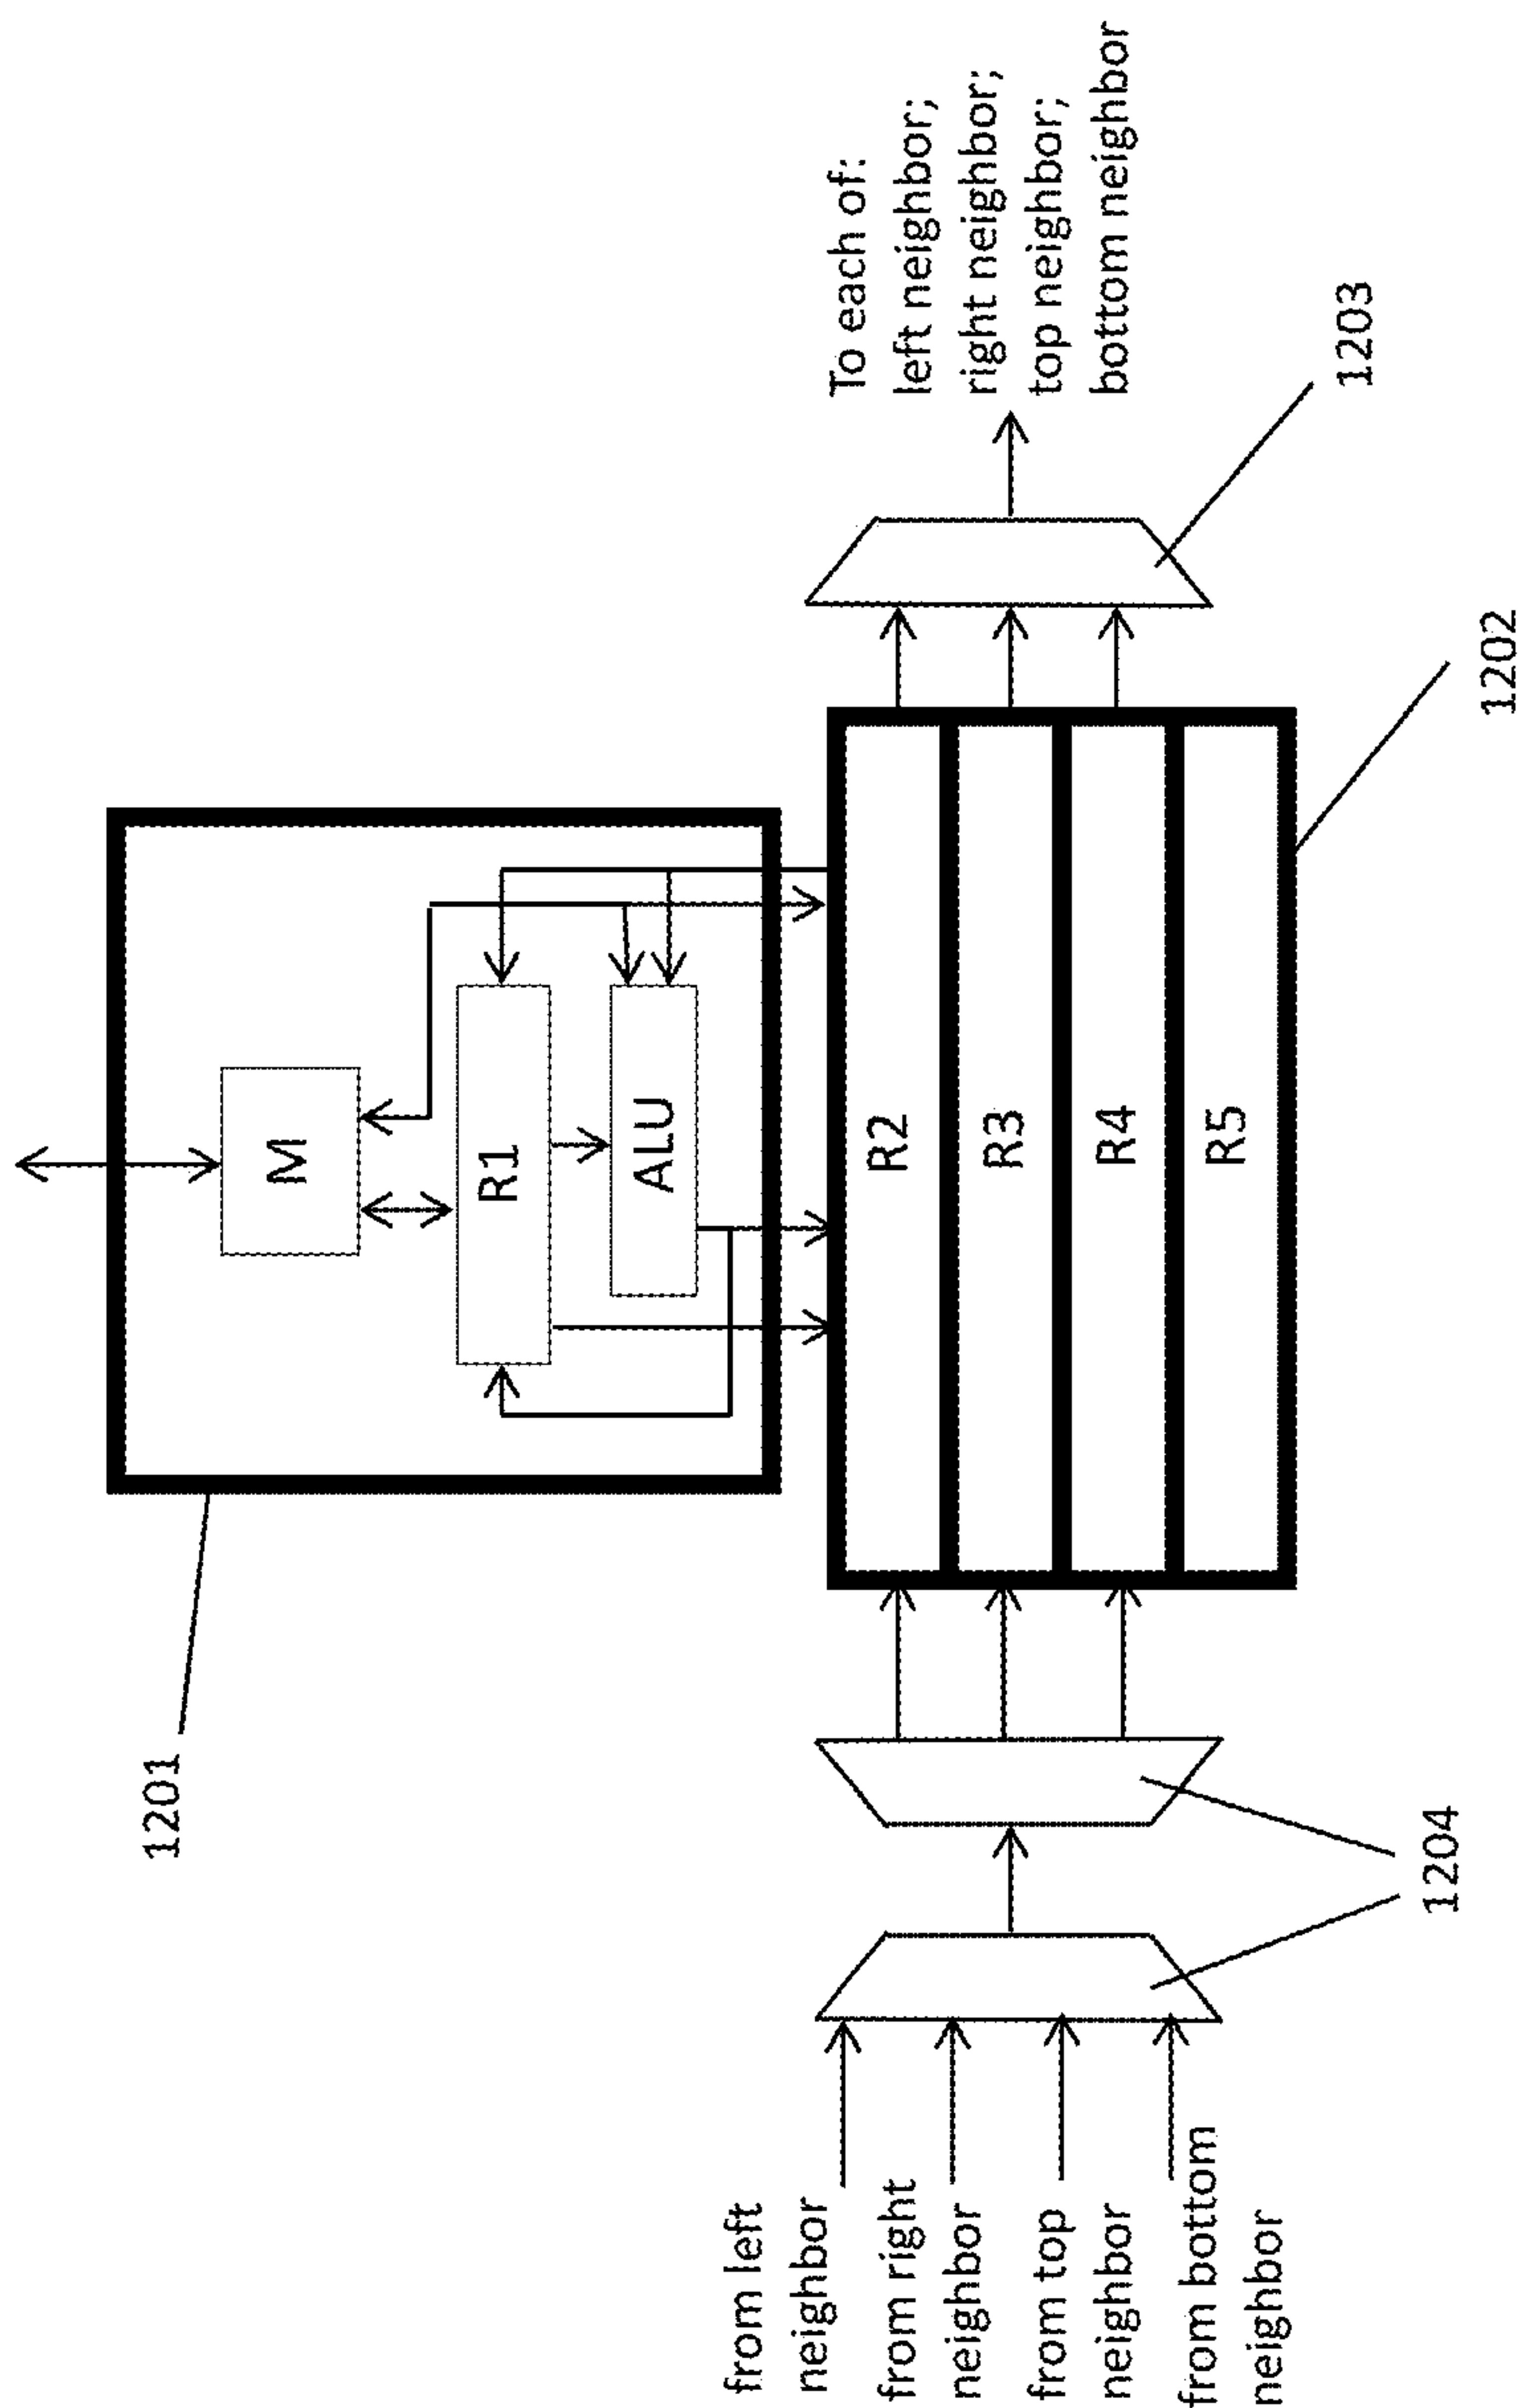 1201
M
R1
ALU
from left
neighbor
from right
neighbor
from top
neighbor
from bottom
neighbor
R2
R3
R4
R5
To each of:
left neighbor;
right neighbor;
top neighbor;
bottom neighbor
1204
1202
1203